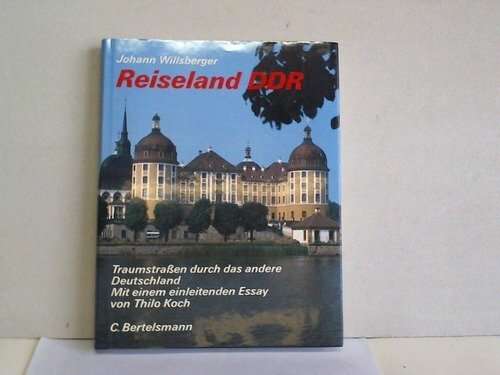 Johann Willsberger
Reiseland DDR
Traumstraßen durch das andere
Deutschland
Mit einem einleitenden Essay
von Thilo Koch
C. Bertelsmann